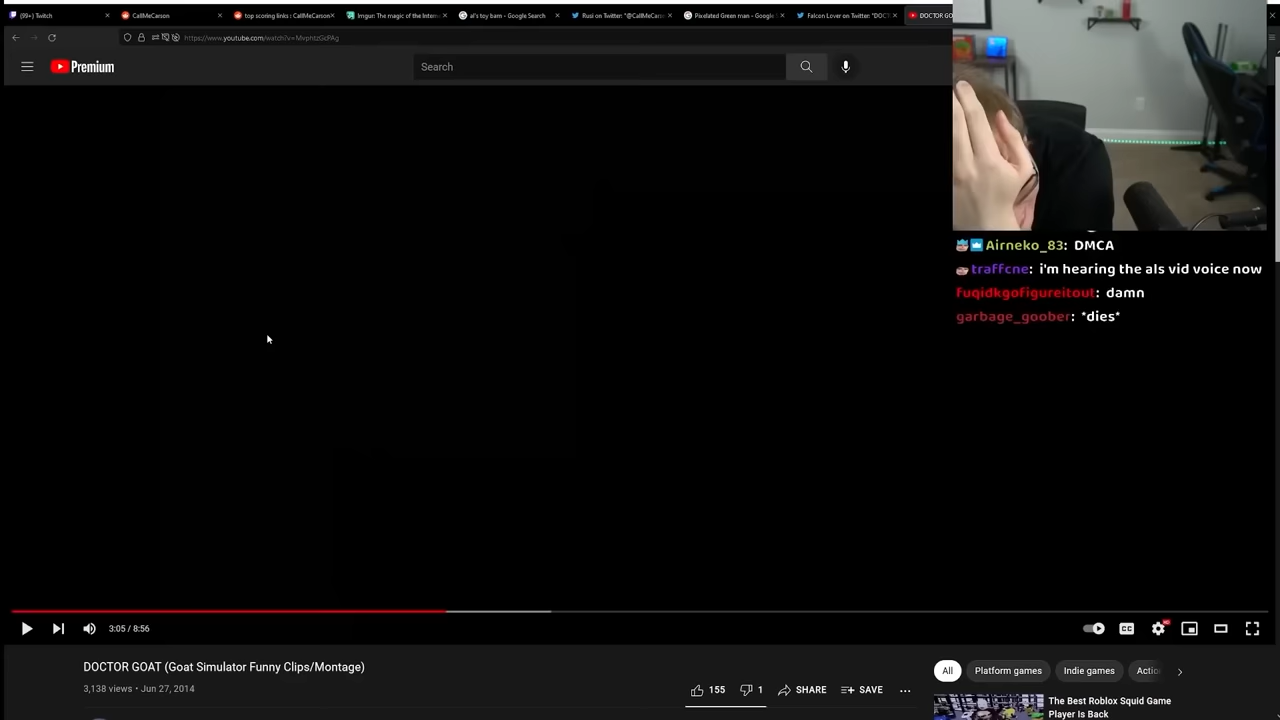 (99+) Twitch
CallMeCarson
top scoring links : CallMeCarson
Imgur: The magic of the Intern
al's toy barn - Google Search
Rusi on Twitter: "@CallMeCars
Pixelated Green man - Google
Falcon Lover on Twitter: "DOCT
DOCTOR GO
Premium
Search
Airneko_83: DMCA
traffcne: i'm hearing the als vid voice now
fuqidkgofigureitout: damn
garbage_goober: *dies*
3:05 / 8:56
CC
DOCTOR GOAT (Goat Simulator Funny Clips/Montage)
3,138 views • Jun 27, 2014
155
1
SHARE
SAVE
All
Platform games
Indie games
Actio
The Best Roblox Squid Game
Player Is Back